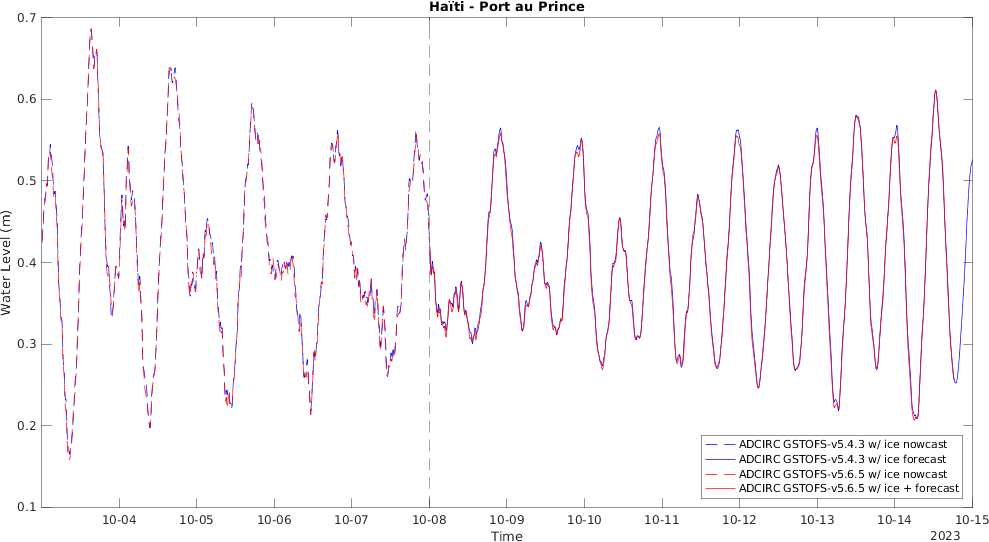 Haïti - Port au Prince
Water Level (m)
0.7
0.6
0.5
0.4
0.3
0.2
0.1
ADCIRC GSTOFS-v5.4.3 w/ ice nowcast
ADCIRC GSTOFS-v5.4.3 w/ ice forecast
ADCIRC GSTOFS-v5.6.5 w/ ice nowcast
ADCIRC GSTOFS-v5.6.5 w/ ice + forecast
10-04 10-05 10-06 10-07 10-08 10-09 10-10 10-11 10-12 10-13 10-14 10-15
Time
2023